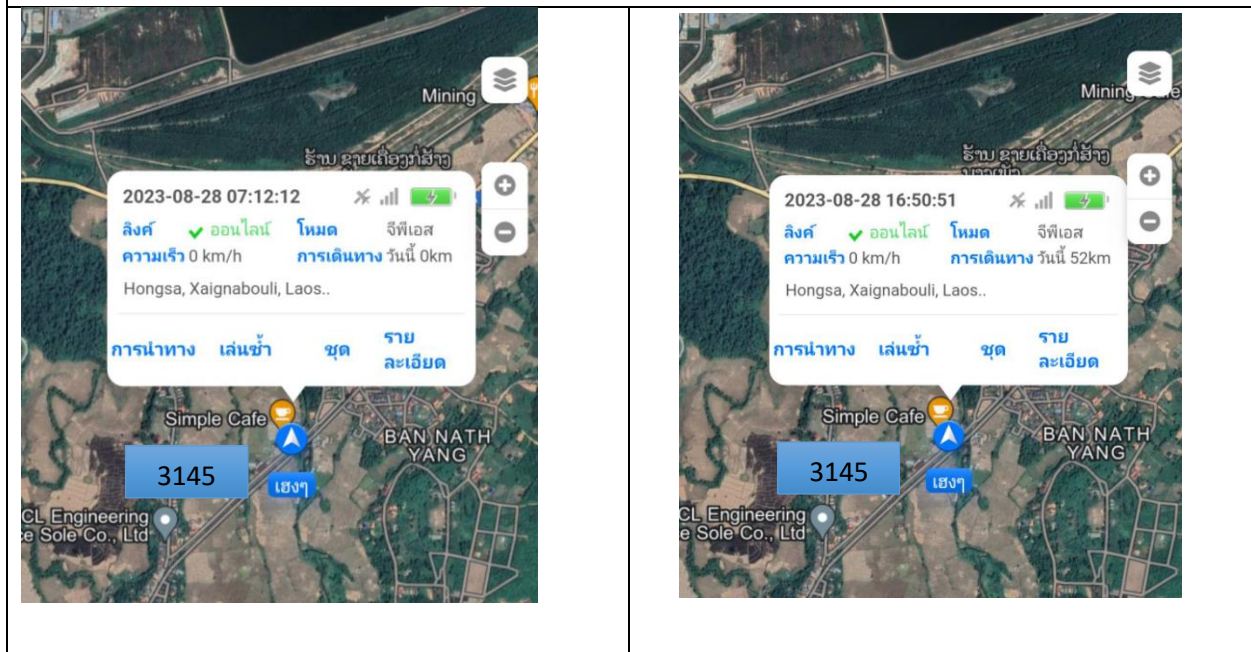 Mining
ຮ້ານ ຂາຍເຄື່ອງກໍ່ສ້າງ
2023-08-28 07:12:12
ลิงค์ ออนไลน์ โหมด จีพีเอส
ความเร็ว 0 km/h การเดินทาง วันนี้ 0km
Hongsa, Xaignabouli, Laos..
การนำทาง เล่นซ้ำ ชุด ราย
ละเอียด
Simple Cafe
BAN NATH
YANG
3145
เฮงๆ
CL Engineering
e Sole Co., Ltd
Mining
ຮ້ານ ຂາຍເຄື່ອງກໍ່ສ້າງ
2023-08-28 16:50:51
ลิงค์ ออนไลน์ โหมด จีพีเอส
ความเร็ว 0 km/h การเดินทาง วันนี้ 52km
Hongsa, Xaignabouli, Laos..
การนำทาง เล่นซ้ำ ชุด ราย
ละเอียด
Simple Cafe
BAN NATH
YANG
3145
เฮงๆ
CL Engineering
e Sole Co., Ltd